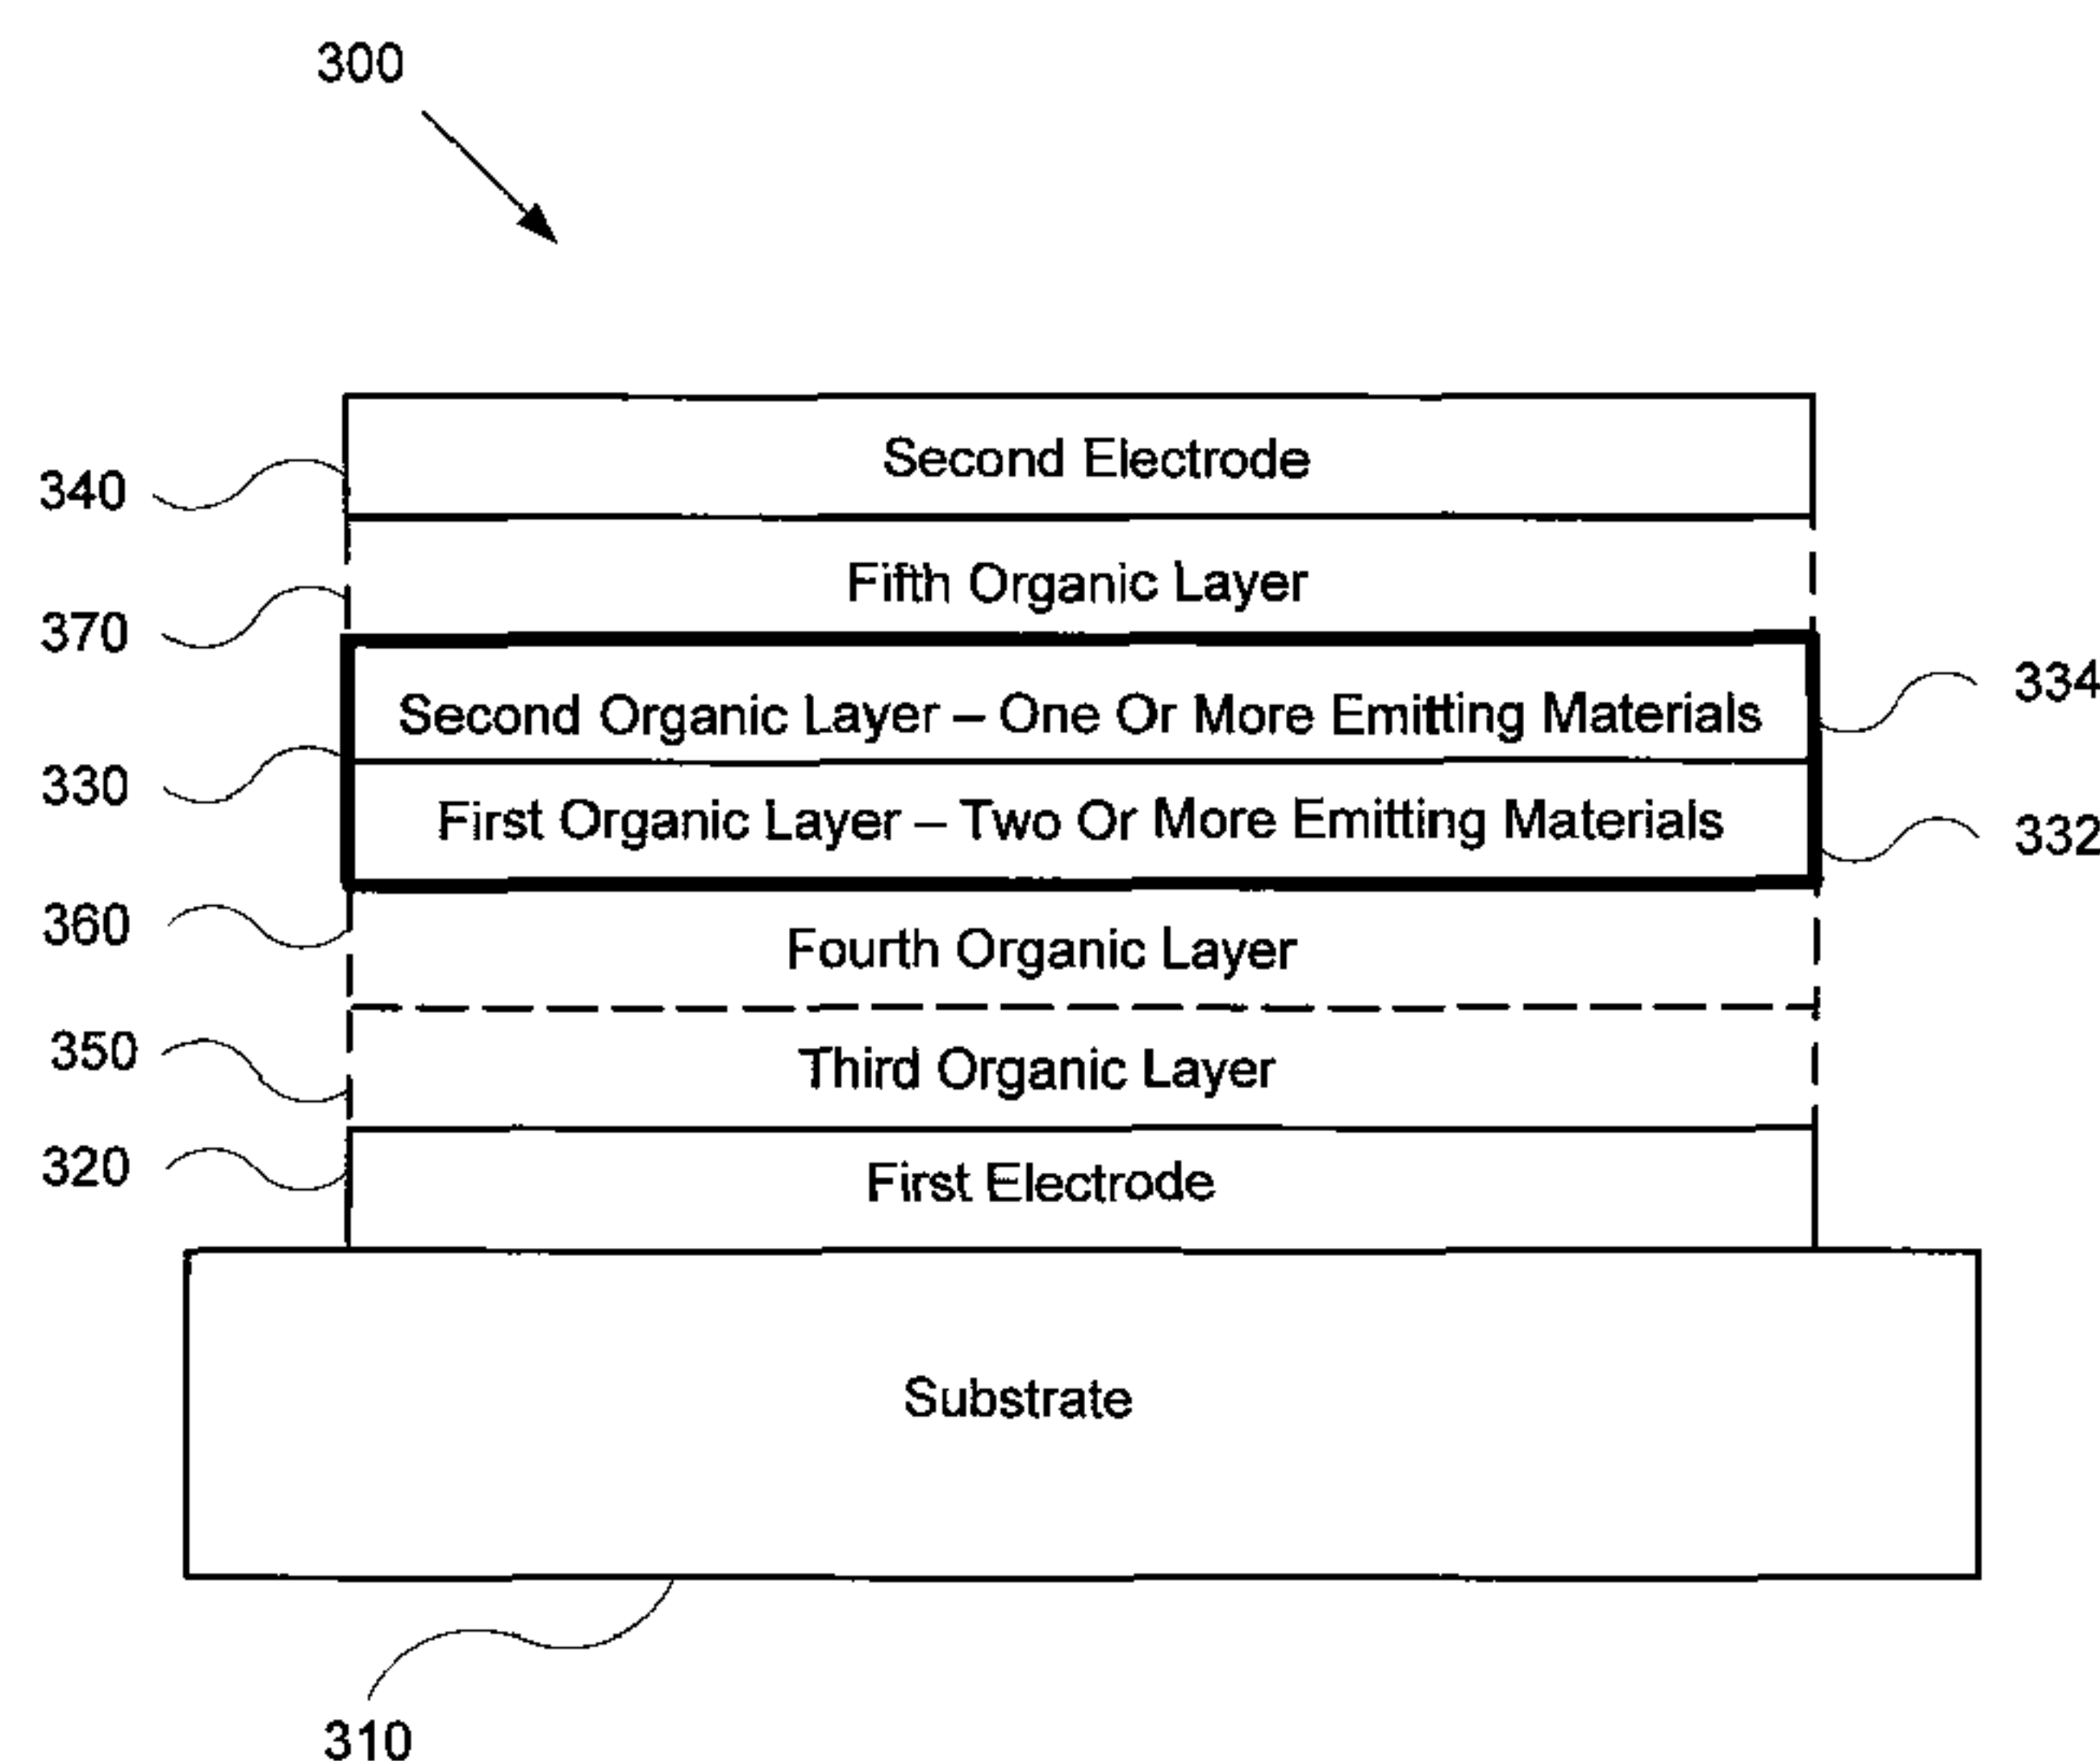 300
Second Electrode
340
Fifth Organic Layer
370
334
Second Organic Layer – One Or More Emitting Materials
330
First Organic Layer – Two Or More Emitting Materials
332
360
Fourth Organic Layer
350
Third Organic Layer
320
First Electrode
Substrate
310